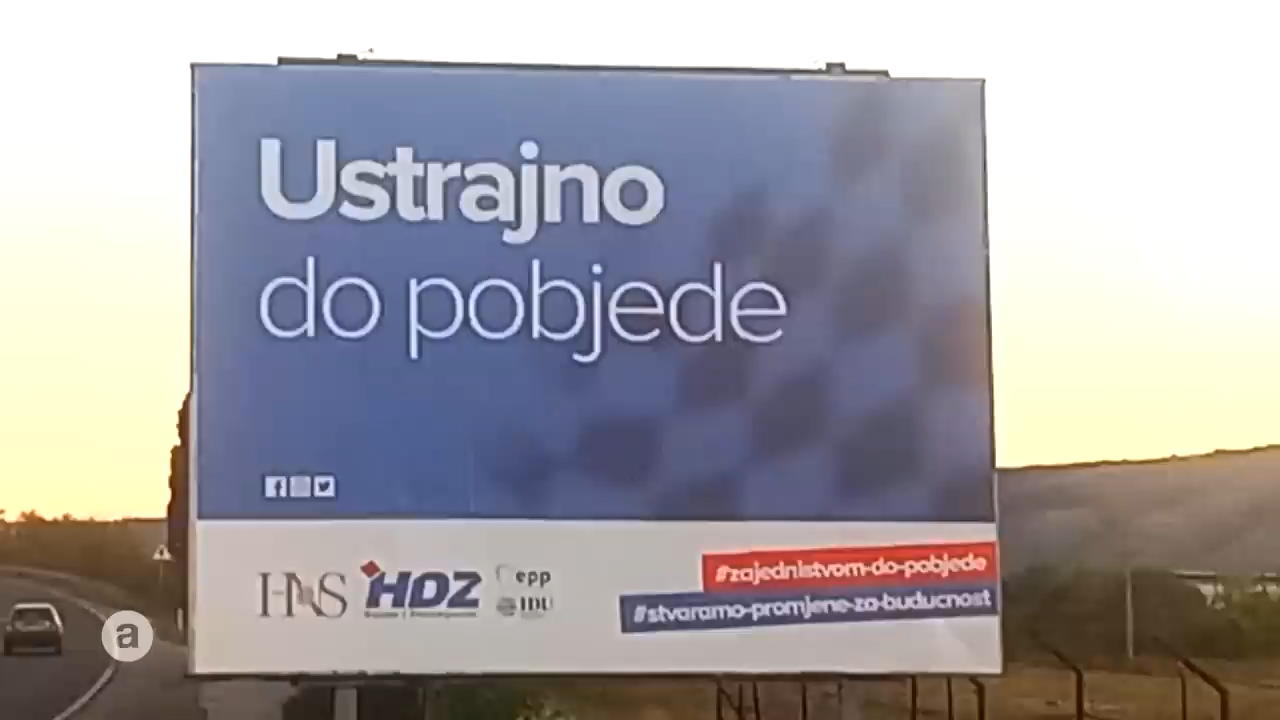 Ustrajno
do pobjede
HNS
HDZ
epp
IDU
#zajednistvom-do-pobjede
#stvaramo-promjene-za-buducnost
a